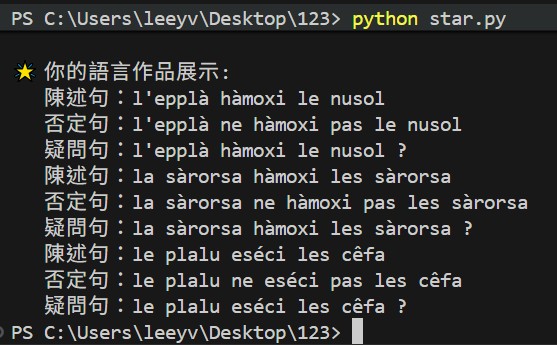 PS C:\Users\leeyv\Desktop\123> python star.py
🌟 你的語言作品展示:
陳述句：l'epplà hàmoxi le nusol
否定句：l'epplà ne hàmoxi pas le nusol
疑問句：l'epplà hàmoxi le nusol ?
陳述句：la sàrorsa hàmoxi les sàrorsa
否定句：la sàrorsa ne hàmoxi pas les sàrorsa
疑問句：la sàrorsa hàmoxi les sàrorsa ?
陳述句：le plalu eséci les cêfa
否定句：le plalu ne eséci pas les cêfa
疑問句：le plalu eséci les cêfa ?
PS C:\Users\leeyv\Desktop\123>